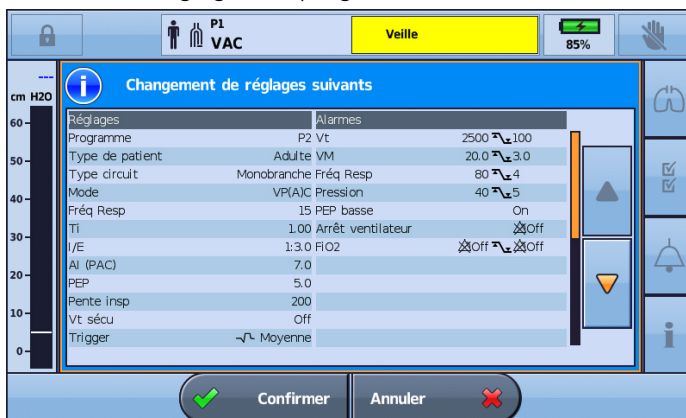 P1
VAC
Veille
85%
---
cm H2O
Changement de réglages suivants
60
50
40
30
20
10
0
Réglages Alarmes
Programme P2 Vt 2500 100
Type de patient Adulte VM 20.0 3.0
Type circuit Monobranche Fréq Resp 80 4
Mode VP(A)C Pression 40 5
Fréq Resp 15 PEP basse On
Ti 1.00 Arrêt ventilateur Off
I/E 1:3.0 FiO2 Off Off
AI (PAC) 7.0
PEP 5.0
Pente insp 200
Vt sécu Off
Trigger Moyenne
Confirmer Annuler